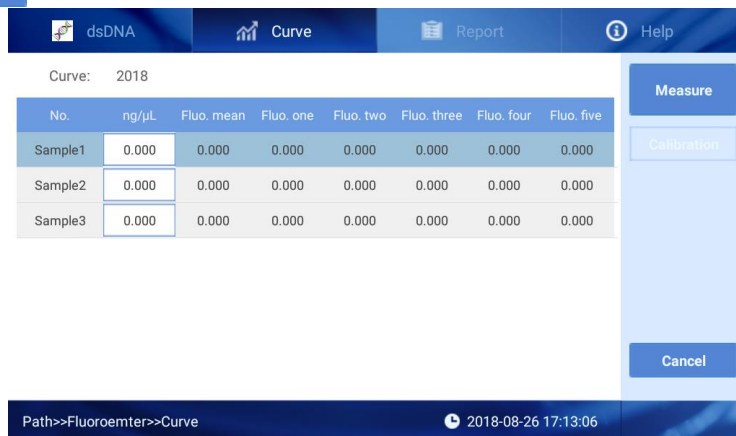 dsDNA Curve Report Help
Curve: 2018
Measure
No. ng/µL Fluo. mean Fluo. one Fluo. two Fluo. three Fluo. four Fluo. five
Sample1 0.000 0.000 0.000 0.000 0.000 0.000 0.000
Calibration
Sample2 0.000 0.000 0.000 0.000 0.000 0.000 0.000
Sample3 0.000 0.000 0.000 0.000 0.000 0.000 0.000
Cancel
Path>>Fluoroemter>>Curve 2018-08-26 17:13:06